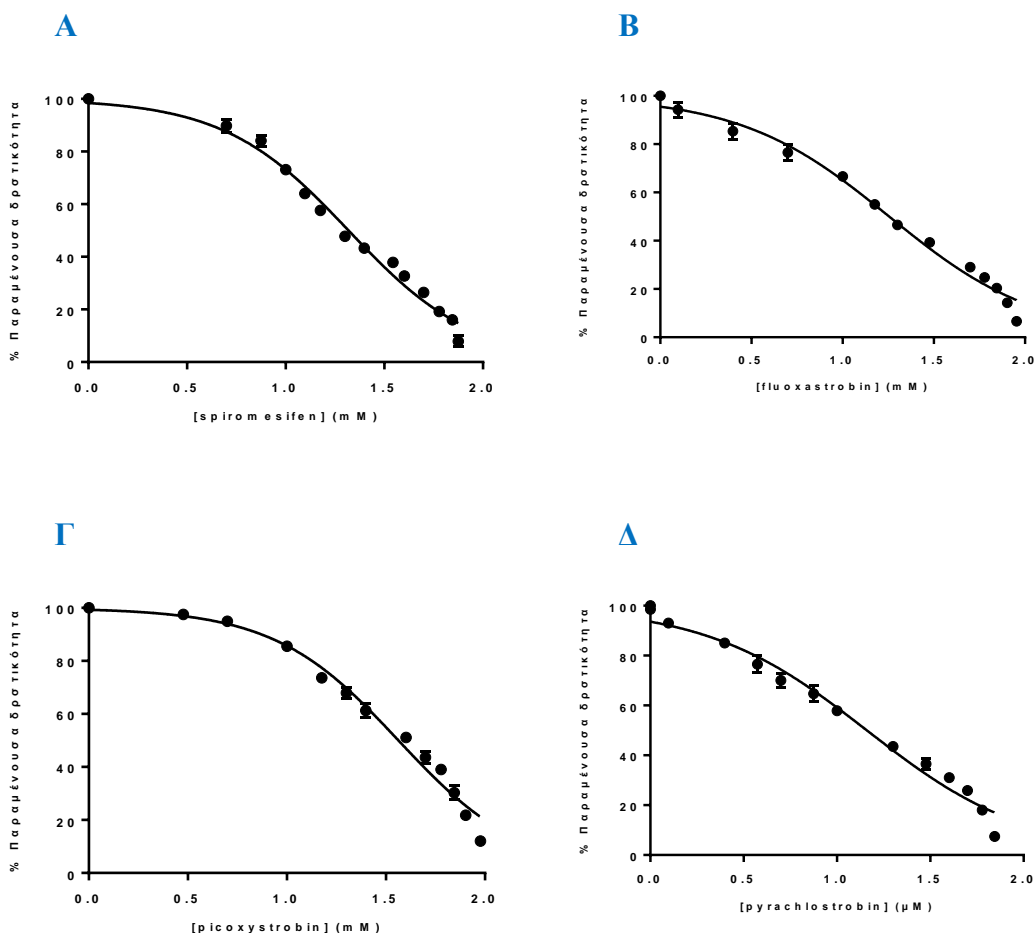 Α
% Παραμένουσα δρστικότητα
100
80
60
40
20
0
0.0 0.5 1.0 1.5 2.0
[spiromesifen] (mM)
Β
% Παραμένουσα δρστικότητα
100
80
60
40
20
0
0.0 0.5 1.0 1.5 2.0
[fluoxastrobin] (mM)
Γ
% Παραμένουσα δρστικότητα
100
80
60
40
20
0
0.0 0.5 1.0 1.5 2.0
[picoxystrobin] (mM)
Δ
% Παραμένουσα δρστικότητα
100
80
60
40
20
0
0.0 0.5 1.0 1.5 2.0
[pyrachlostrobin] (μM)